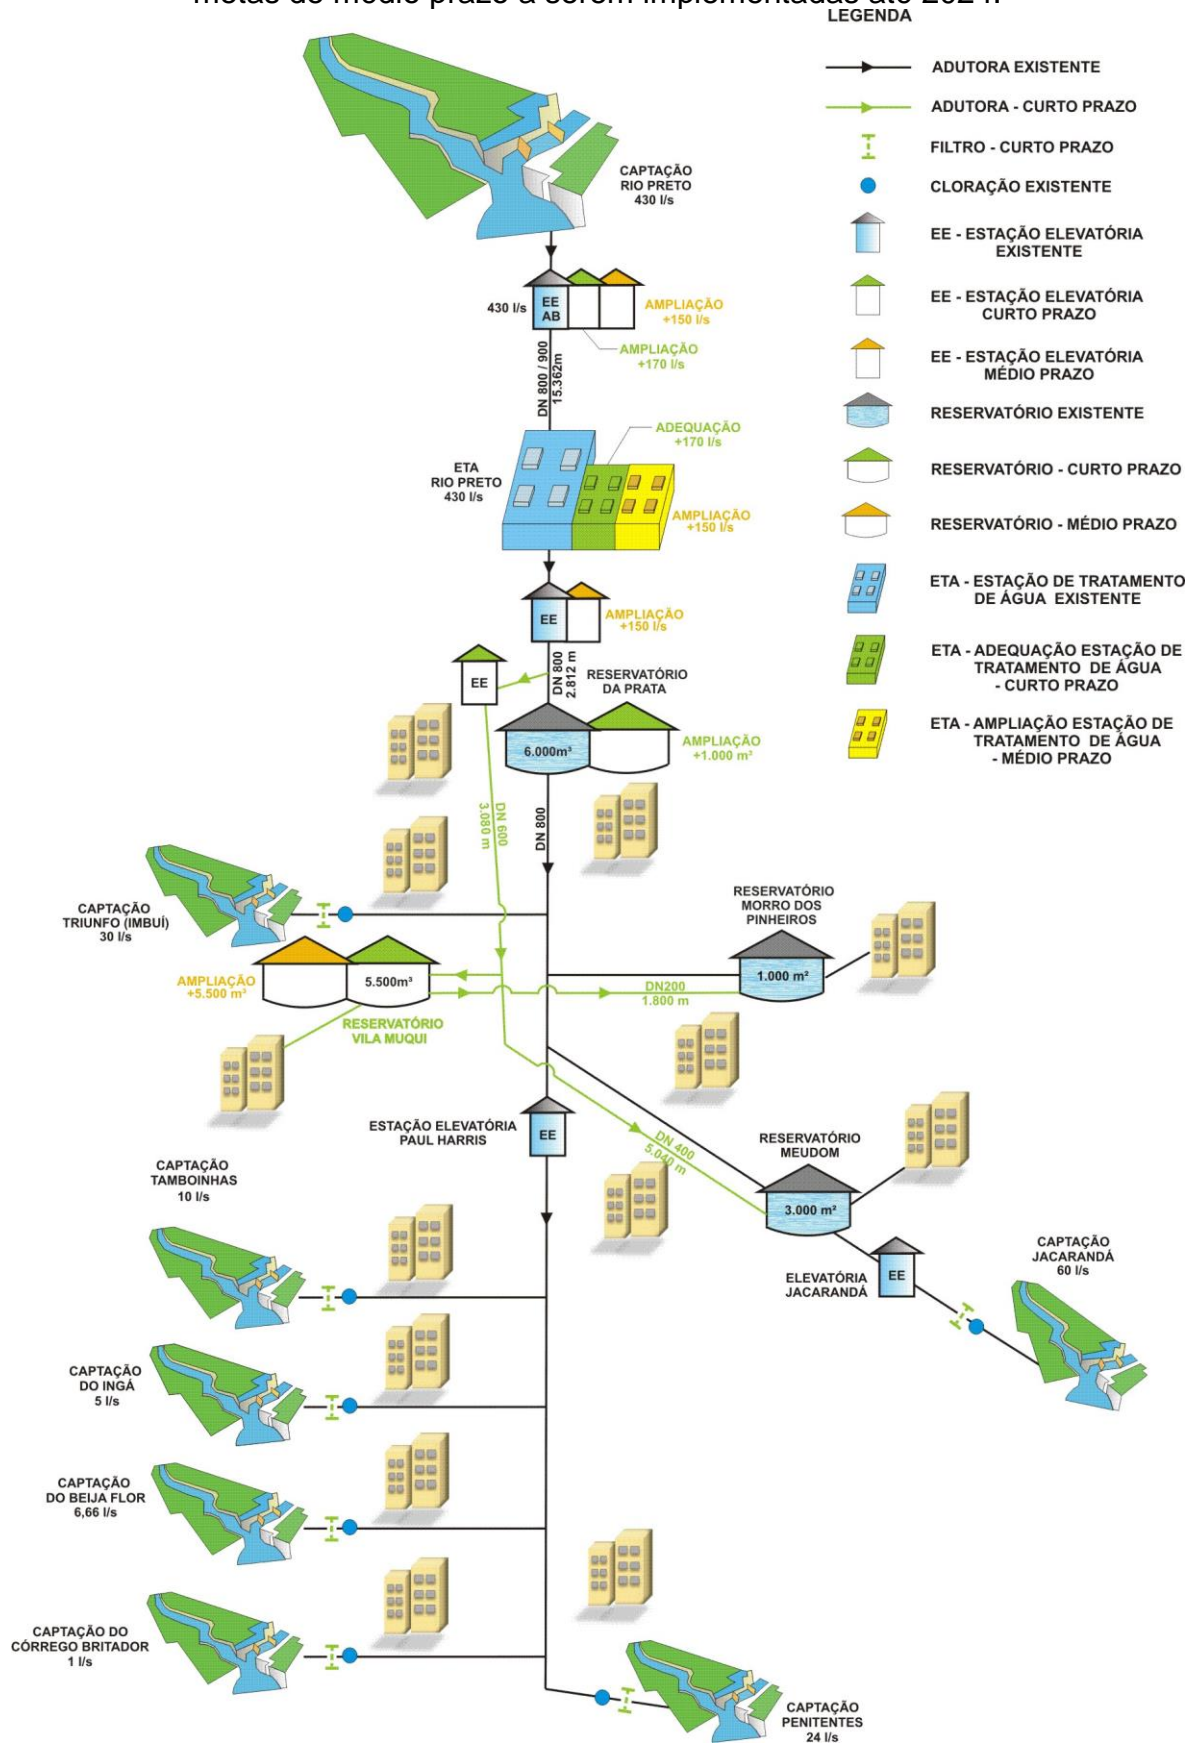 metas de médio prazo a serem implementadas até 2024.
LEGENDA
ADUTORA EXISTENTE
ADUTORA - CURTO PRAZO
FILTRO - CURTO PRAZO
CLORAÇÃO EXISTENTE
EE - ESTAÇÃO ELEVATÓRIA
EXISTENTE
EE - ESTAÇÃO ELEVATÓRIA
CURTO PRAZO
EE - ESTAÇÃO ELEVATÓRIA
MÉDIO PRAZO
RESERVATÓRIO EXISTENTE
RESERVATÓRIO - CURTO PRAZO
RESERVATÓRIO - MÉDIO PRAZO
ETA - ESTAÇÃO DE TRATAMENTO
DE ÁGUA EXISTENTE
ETA - ADEQUAÇÃO ESTAÇÃO DE
TRATAMENTO DE ÁGUA
- CURTO PRAZO
ETA - AMPLIAÇÃO ESTAÇÃO DE
TRATAMENTO DE ÁGUA
- MÉDIO PRAZO
CAPTAÇÃO
RIO PRETO
430 l/s
430 l/s
EE
AB
AMPLIAÇÃO
+150 l/s
AMPLIAÇÃO
+170 l/s
DN 800 / 900
15.362m
ADEQUAÇÃO
+170 l/s
ETA
RIO PRETO
430 l/s
AMPLIAÇÃO
+150 l/s
EE
AMPLIAÇÃO
+150 l/s
EE
DN 800
2.812 m
RESERVATÓRIO
DA PRATA
6.000m³
AMPLIAÇÃO
+1.000 m³
DN 600
3.080 m
DN 800
CAPTAÇÃO
TRIUNFO (IMBUÍ)
30 l/s
RESERVATÓRIO
MORRO DOS
PINHEIROS
1.000 m²
AMPLIAÇÃO
+5.500 m³
5.500m³
DN200
1.800 m
RESERVATÓRIO
VILA MUQUI
ESTAÇÃO ELEVATÓRIA
PAUL HARRIS
EE
DN 400
5.040 m
RESERVATÓRIO
MEUDOM
3.000 m²
CAPTAÇÃO
TAMBOINHAS
10 l/s
ELEVATÓRIA
JACARANDÁ
EE
CAPTAÇÃO
JACARANDÁ
60 l/s
CAPTAÇÃO
DO INGÁ
5 l/s
CAPTAÇÃO
DO BEIJA FLOR
6,66 l/s
CAPTAÇÃO DO
CÓRREGO BRITADOR
1 l/s
CAPTAÇÃO
PENITENTES
24 l/s